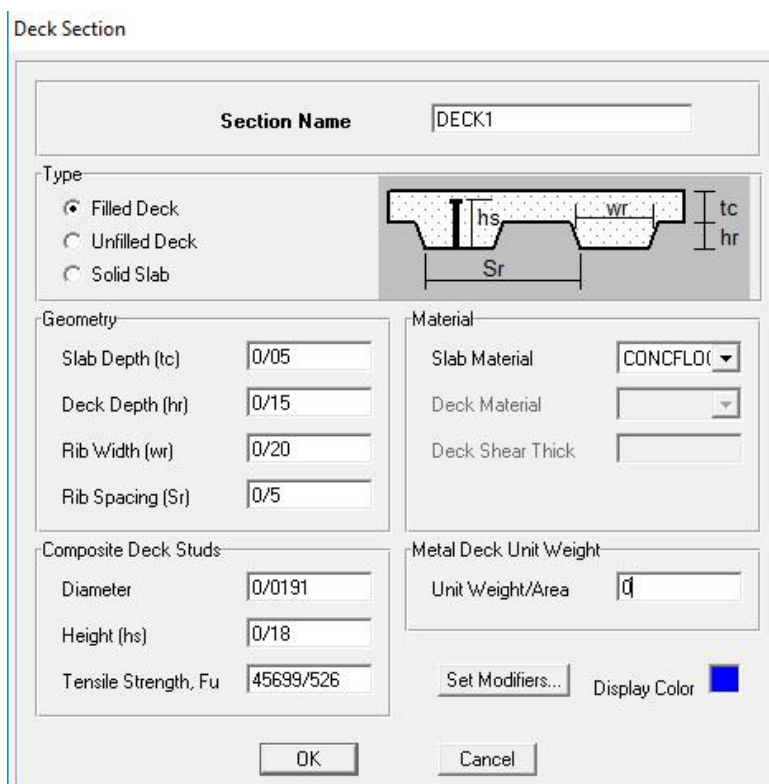 Deck Section
Section Name DECK1
Type
Filled Deck
Unfilled Deck
Solid Slab
hs wr tc
hr
Sr
Geometry
Slab Depth (tc) 0/05
Deck Depth (hr) 0/15
Rib Width (wr) 0/20
Rib Spacing (Sr) 0/5
Material
Slab Material CONCFLO(
Deck Material
Deck Shear Thick
Composite Deck Studs
Diameter 0/0191
Height (hs) 0/18
Tensile Strength, Fu 45699/526
Metal Deck Unit Weight
Unit Weight/Area 0
Set Modifiers... Display Color
OK Cancel